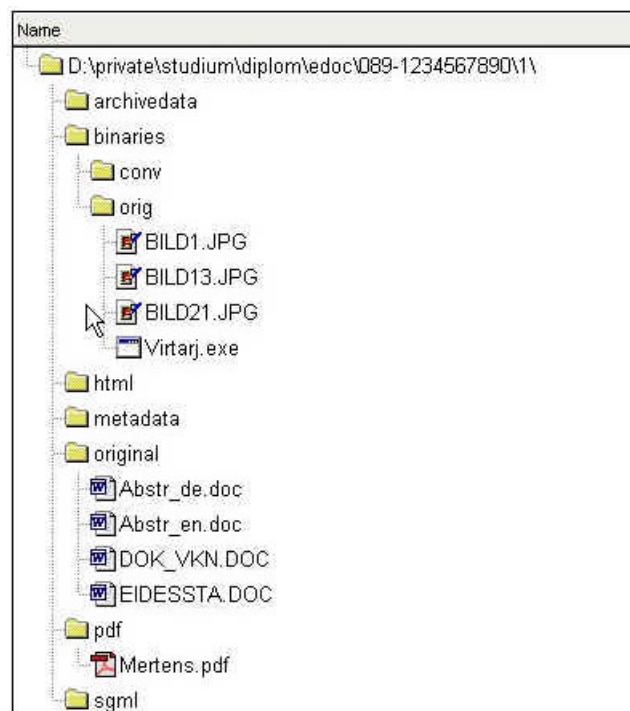 Name
D:\private\studium\diplom\edoc\089-1234567890\1\
archivedata
binaries
conv
orig
BILD1.JPG
BILD13.JPG
BILD21.JPG
Virtarj.exe
html
metadata
original
Abstr_de.doc
Abstr_en.doc
DOK_VKN.DOC
EIDESSTA.DOC
pdf
Mertens.pdf
sgml